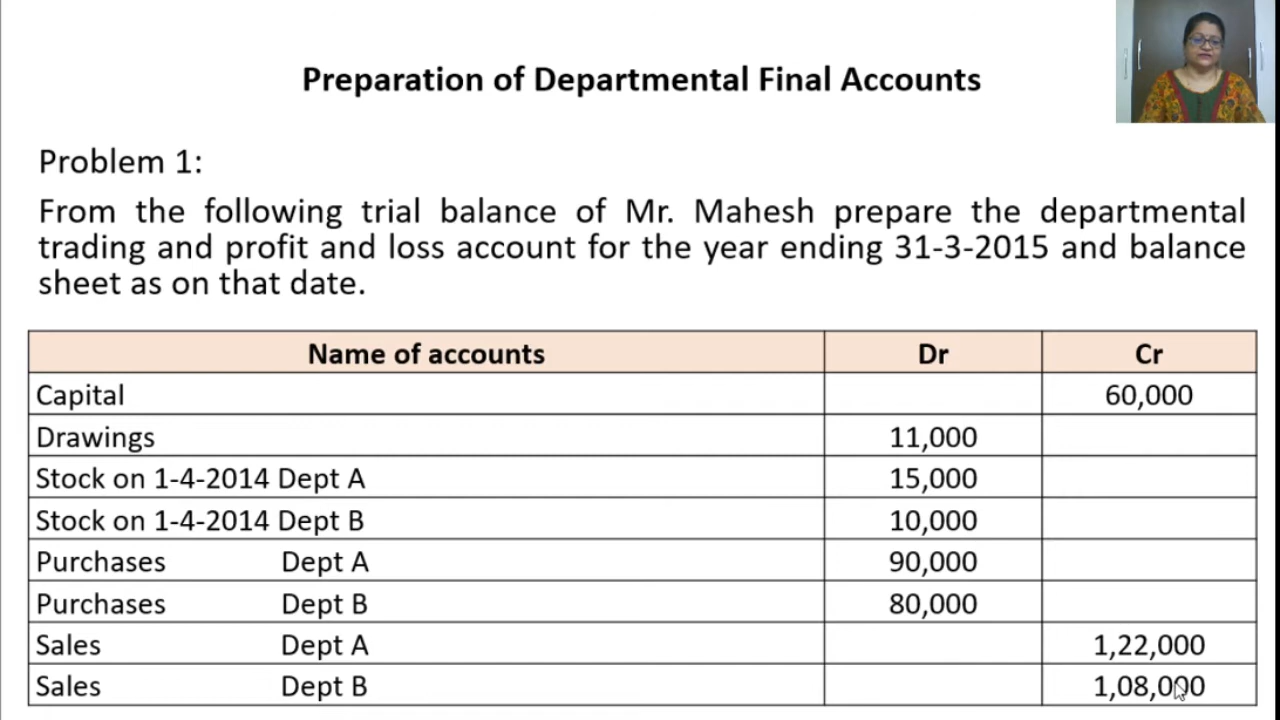 Preparation of Departmental Final Accounts
Problem 1:
From the following trial balance of Mr. Mahesh prepare the departmental
trading and profit and loss account for the year ending 31-3-2015 and balance
sheet as on that date.
Name of accounts Dr Cr
Capital 60,000
Drawings 11,000
Stock on 1-4-2014 Dept A 15,000
Stock on 1-4-2014 Dept B 10,000
Purchases Dept A 90,000
Purchases Dept B 80,000
Sales Dept A 1,22,000
Sales Dept B 1,08,000